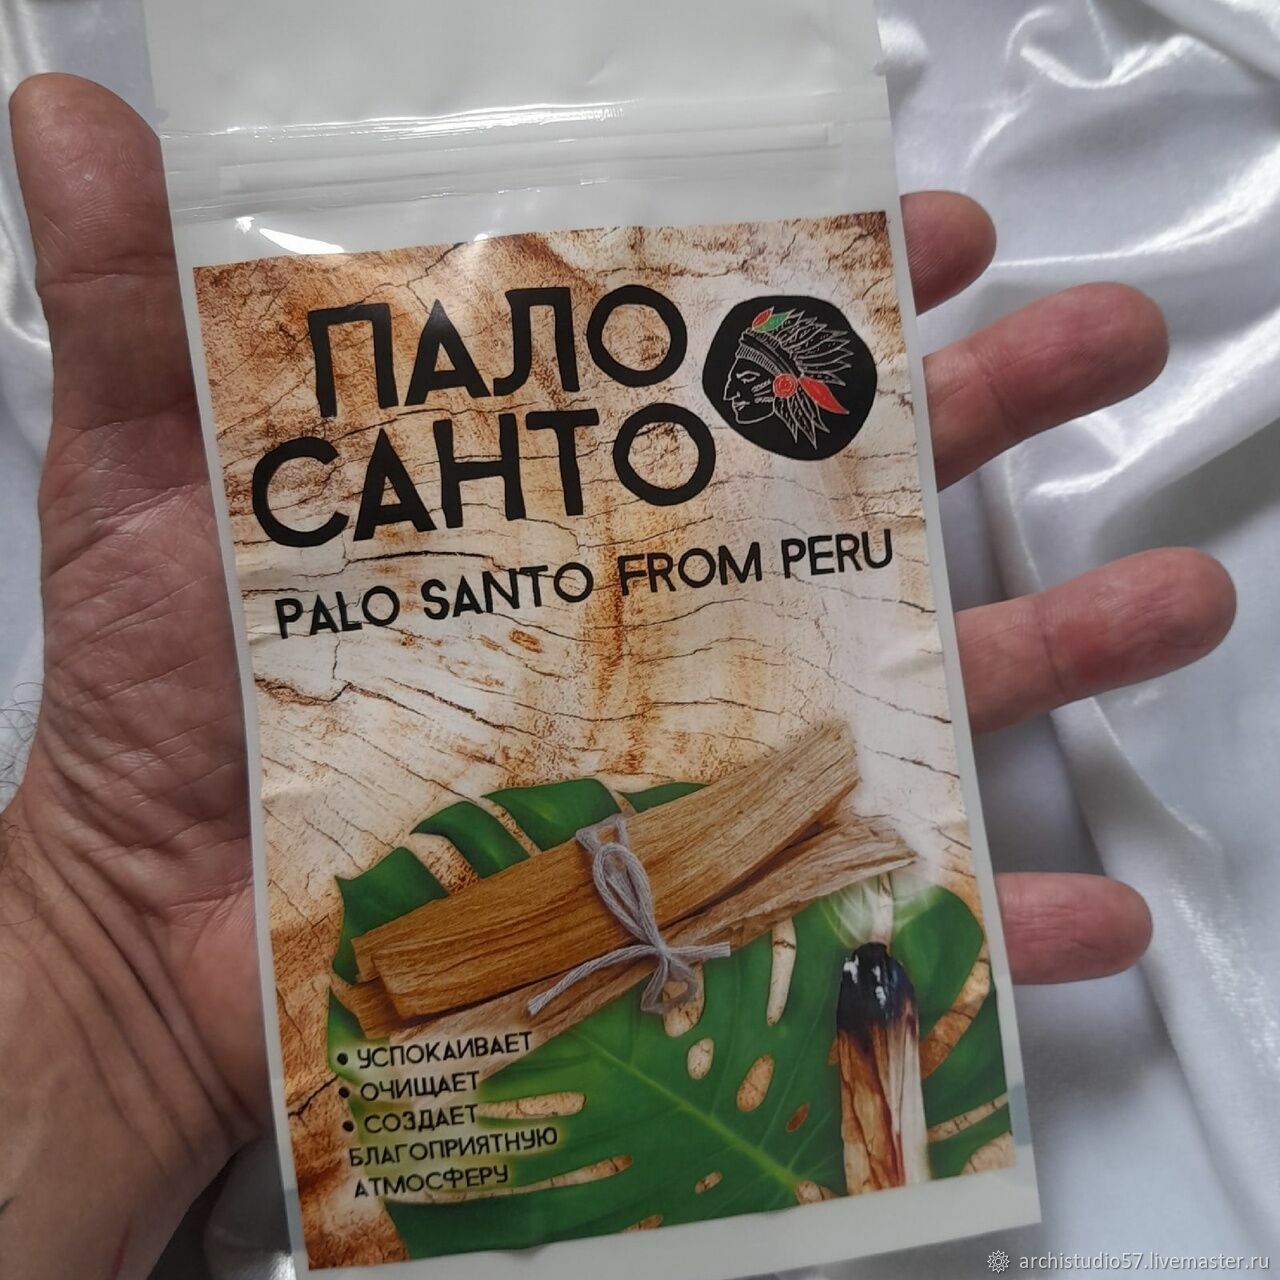 ПАЛО
САНТО
PALO SANTO FROM PERU
• УСПОКАИВАЕТ
• ОЧИЩАЕТ
• СОЗДАЕТ
БЛАГОПРИЯТНУЮ
АТМОСФЕРУ
archistudio57.livemaster.ru